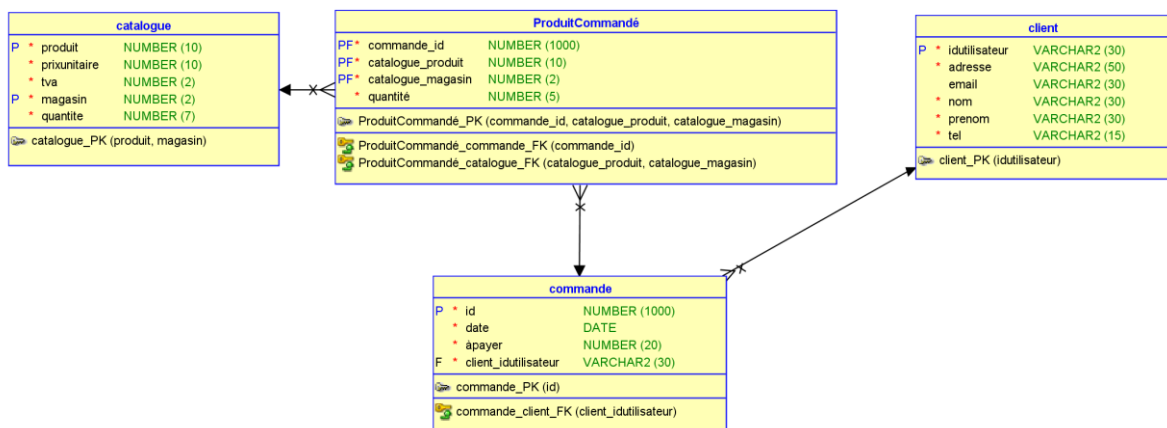 catalogue
P * produit NUMBER (10)
* prixunitaire NUMBER (10)
* tva NUMBER (2)
P * magasin NUMBER (2)
* quantite NUMBER (7)
catalogue_PK (produit, magasin)
ProduitCommandé
PF* commande_id NUMBER (1000)
PF* catalogue_produit NUMBER (10)
PF* catalogue_magasin NUMBER (2)
* quantité NUMBER (5)
ProduitCommandé_PK (commande_id, catalogue_produit, catalogue_magasin)
ProduitCommandé_commande_FK (commande_id)
ProduitCommandé_catalogue_FK (catalogue_produit, catalogue_magasin)
client
P * idutilisateur VARCHAR2 (30)
* adresse VARCHAR2 (50)
email VARCHAR2 (30)
* nom VARCHAR2 (30)
* prenom VARCHAR2 (30)
* tel VARCHAR2 (15)
client_PK (idutilisateur)
commande
P * id NUMBER (1000)
* date DATE
* àpayer NUMBER (20)
F * client_idutilisateur VARCHAR2 (30)
commande_PK (id)
commande_client_FK (client_idutilisateur)